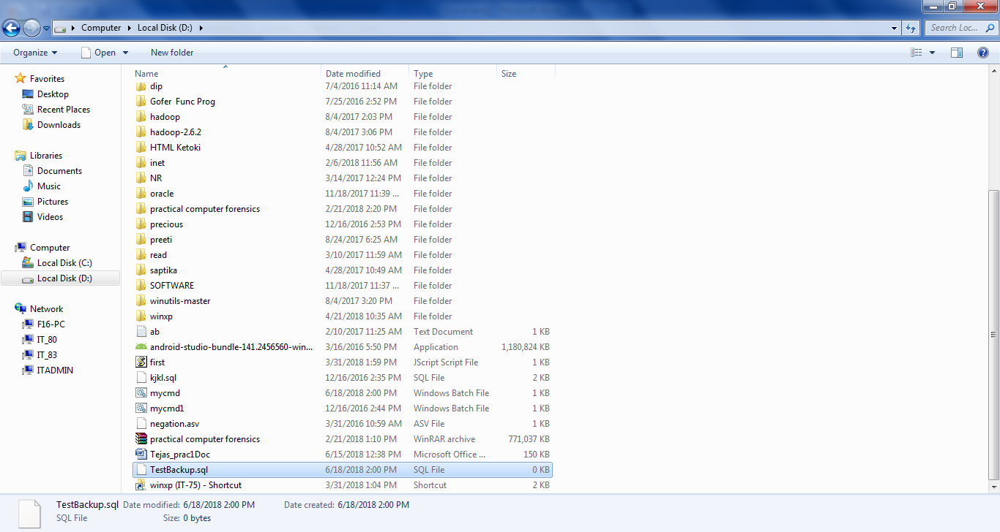 Computer Local Disk (D:) Search Loc...
Organize Open New folder
Favorites
Desktop
Recent Places
Downloads
Libraries
Documents
Music
Pictures
Videos
Computer
Local Disk (C:)
Local Disk (D:)
Network
F16-PC
IT_80
IT_83
ITADMIN
Name Date modified Type Size
dip 7/4/2016 11:14 AM File folder
Gofer Func Prog 7/25/2016 2:52 PM File folder
hadoop 8/4/2017 2:03 PM File folder
hadoop-2.6.2 8/4/2017 3:06 PM File folder
HTML Ketoki 4/28/2017 10:52 AM File folder
inet 2/6/2018 11:56 AM File folder
NR 3/14/2017 12:24 PM File folder
oracle 11/18/2017 11:39 ... File folder
practical computer forensics 2/21/2018 2:20 PM File folder
precious 12/16/2016 2:53 PM File folder
preeti 8/24/2017 6:25 AM File folder
read 3/10/2017 11:59 AM File folder
saptika 4/28/2017 10:49 AM File folder
SOFTWARE 11/18/2017 11:37 ... File folder
winutils-master 8/4/2017 3:20 PM File folder
winxp 4/21/2018 10:35 AM File folder
ab 2/10/2017 11:25 AM Text Document 1 KB
android-studio-bundle-141.2456560-win... 3/16/2016 5:50 PM Application 1,180,824 KB
first 3/31/2018 1:59 PM JScript Script File 1 KB
kjkl.sql 12/16/2016 2:35 PM SQL File 2 KB
mycmd 6/18/2018 2:00 PM Windows Batch File 1 KB
mycmd1 12/16/2016 2:44 PM Windows Batch File 1 KB
negation.asv 3/31/2016 10:59 AM ASV File 1 KB
practical computer forensics 2/21/2018 1:10 PM WinRAR archive 771,037 KB
Tejas_prac1Doc 6/15/2018 12:38 PM Microsoft Office ... 150 KB
TestBackup.sql 6/18/2018 2:00 PM SQL File 0 KB
winxp (IT-75) - Shortcut 3/31/2018 1:04 PM Shortcut 2 KB
TestBackup.sql Date modified: 6/18/2018 2:00 PM Date created: 6/18/2018 2:00 PM
SQL File Size: 0 bytes